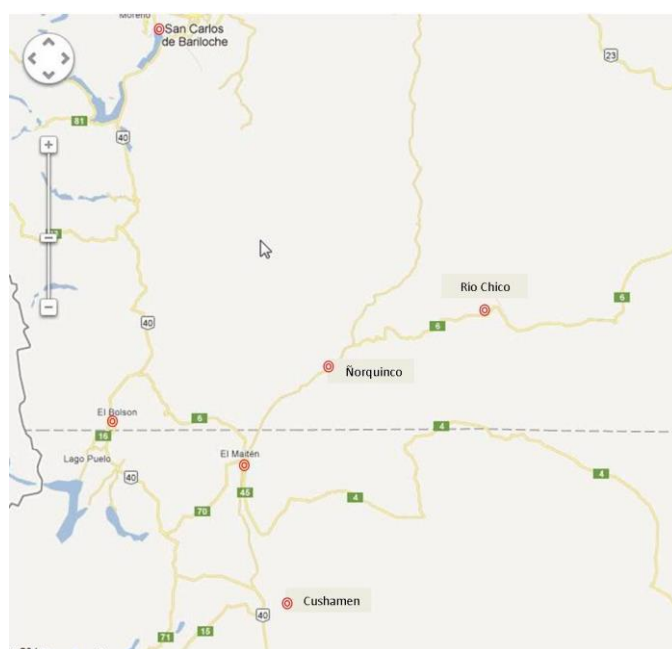 Moreno
San Carlos
de Bariloche
23
81
40
Rio Chico
6
40
6
Ñorquinco
El Bolson
6
16
4
Lago Puelo
El Maitén
40
4
45
4
70
Cushamen
40
71
15